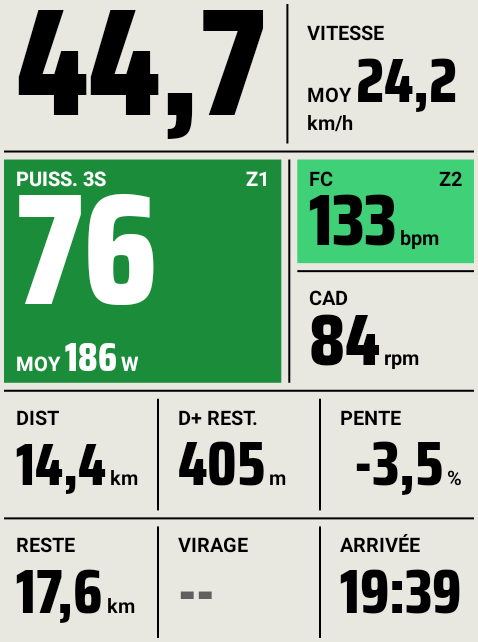 44,7
VITESSE
MOY 24,2
km/h
PUISS. 3S Z1
76
MOY 186 W
FC Z2
133 bpm
CAD
84 rpm
DIST
14,4 km
D+ REST.
405 m
PENTE
-3,5 %
RESTE
17,6 km
VIRAGE
--
ARRIVÉE
19:39